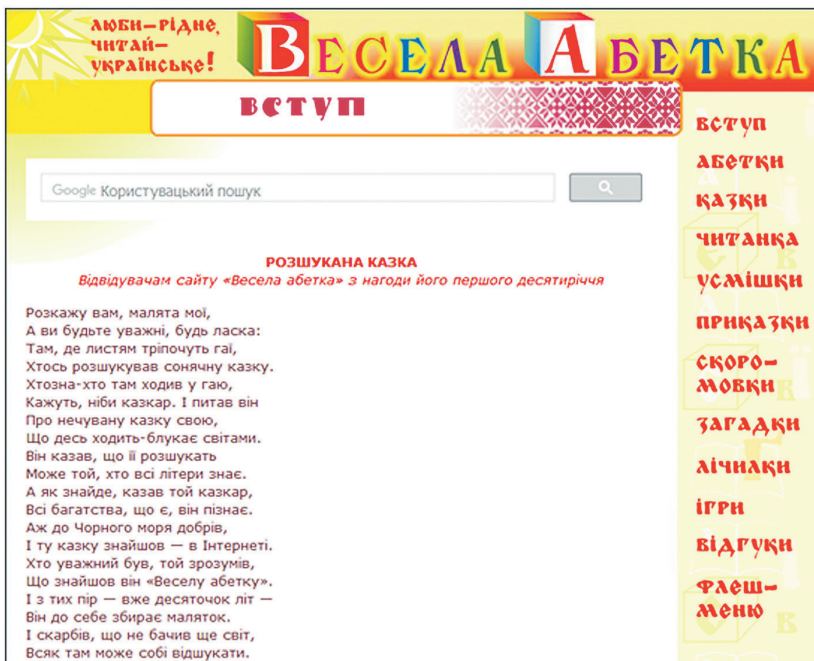 люби-рідне,
читай-
українське!
Весела Абетка
вступ
Google Користувацький пошук
РОЗШУКАНА КАЗКА
Відвідувачам сайту «Весела абетка» з нагоди його першого десятиріччя
Розкажу вам, малята мої,
А ви будьте уважні, будь ласка:
Там, де листям тріпочуть гаї,
Хтось розшукував сонячну казку.
Хтозна-хто там ходив у гаю,
Кажуть, ніби казкар. І питав він
Про нечувану казку свою,
Що десь ходить-блукає світами.
Він казав, що її розшукать
Може той, хто всі літери знає.
А як знайде, казав той казкар,
Всі багатства, що є, він пізнає.
Аж до Чорного моря добрів,
І ту казку знайшов — в Інтернеті.
Хто уважний був, той зрозумів,
Що знайшов він «Веселу абетку».
І з тих пір — вже десяточок літ —
Він до себе збирає маляток.
І скарбів, що не бачив ще світ,
Всяк там може собі відшукати.
вступ
абетки
казки
читанка
усмішки
приказки
скоро-
мовки
загадки
лічилки
ігри
відгуки
флеш-
меню